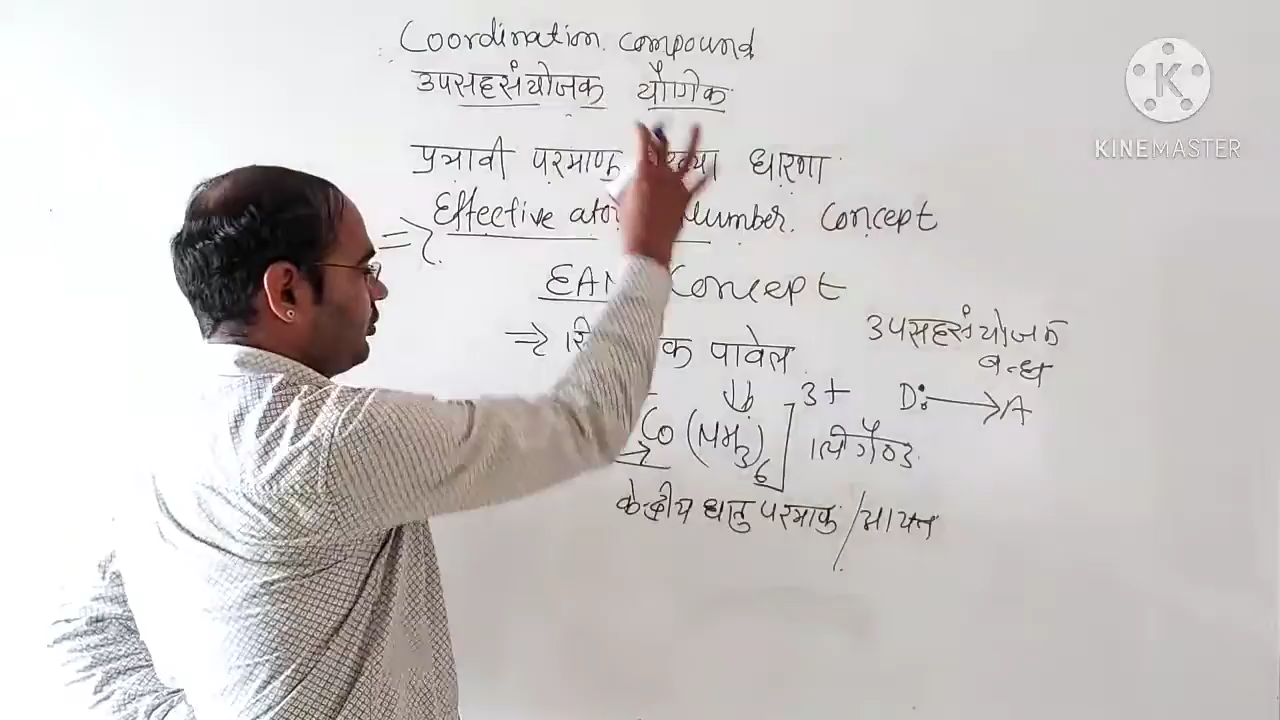 Coordination compound
उपसहसंयोजक यौगिक
प्रभावी परमाणु धारणा
Effective Number Concept
EAN Concept
पावेल
उपसहसंयोजक
बन्ध
3+ D: → A
Co (NH3)6] लीगैण्ड
केन्द्रीय धातु परमाणु / आयन
K
KINEMASTER